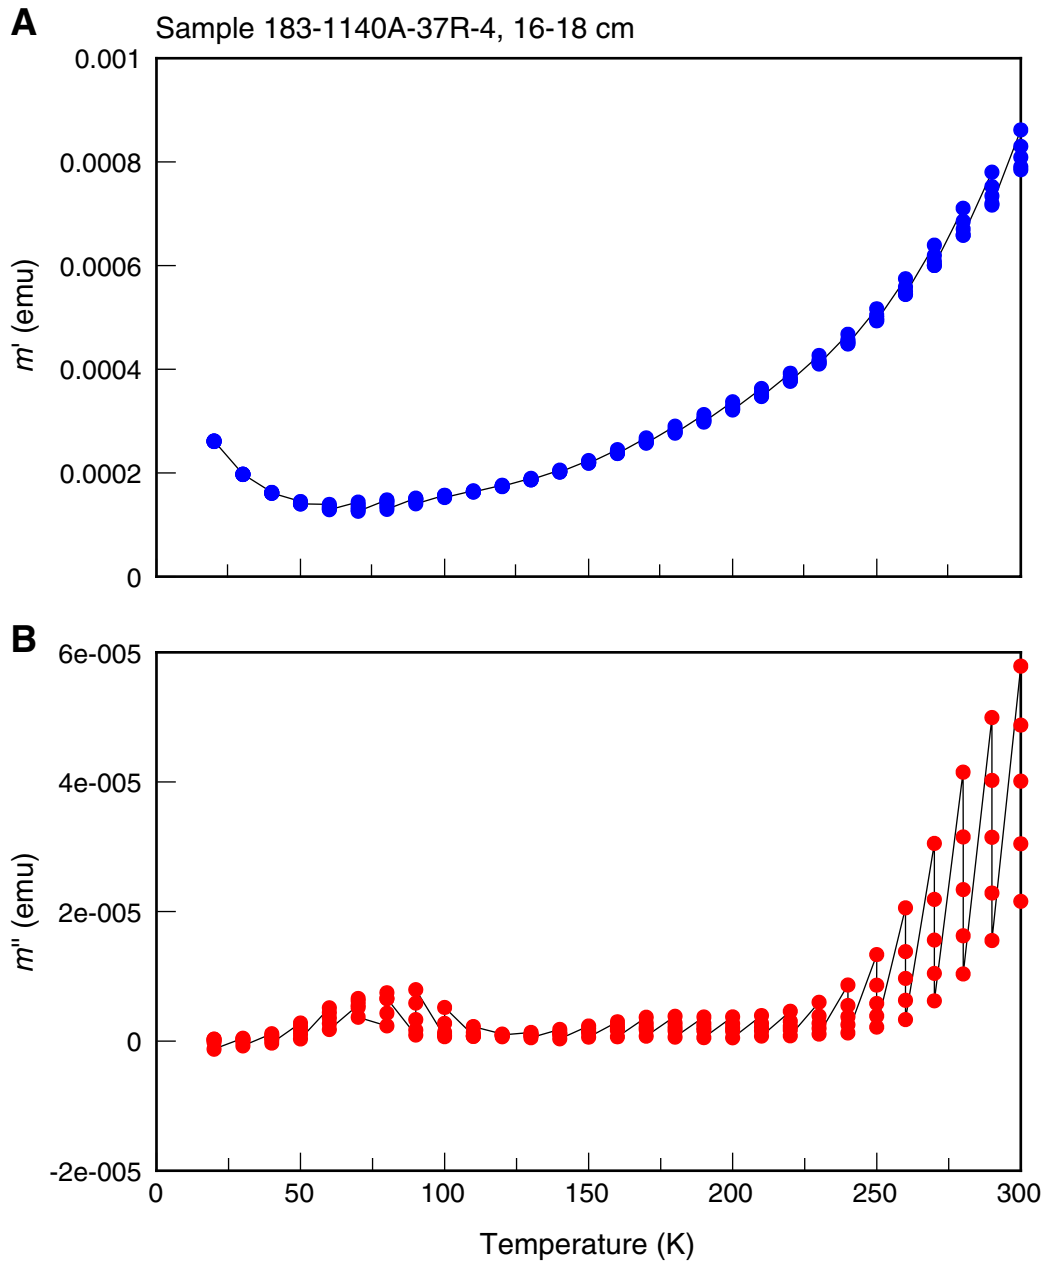 A
Sample 183-1140A-37R-4, 16-18 cm
0.001
0.0008
0.0006
0.0004
0.0002
0
m' (emu)
B
6e-005
4e-005
2e-005
0
-2e-005
m" (emu)
0 50 100 150 200 250 300
Temperature (K)